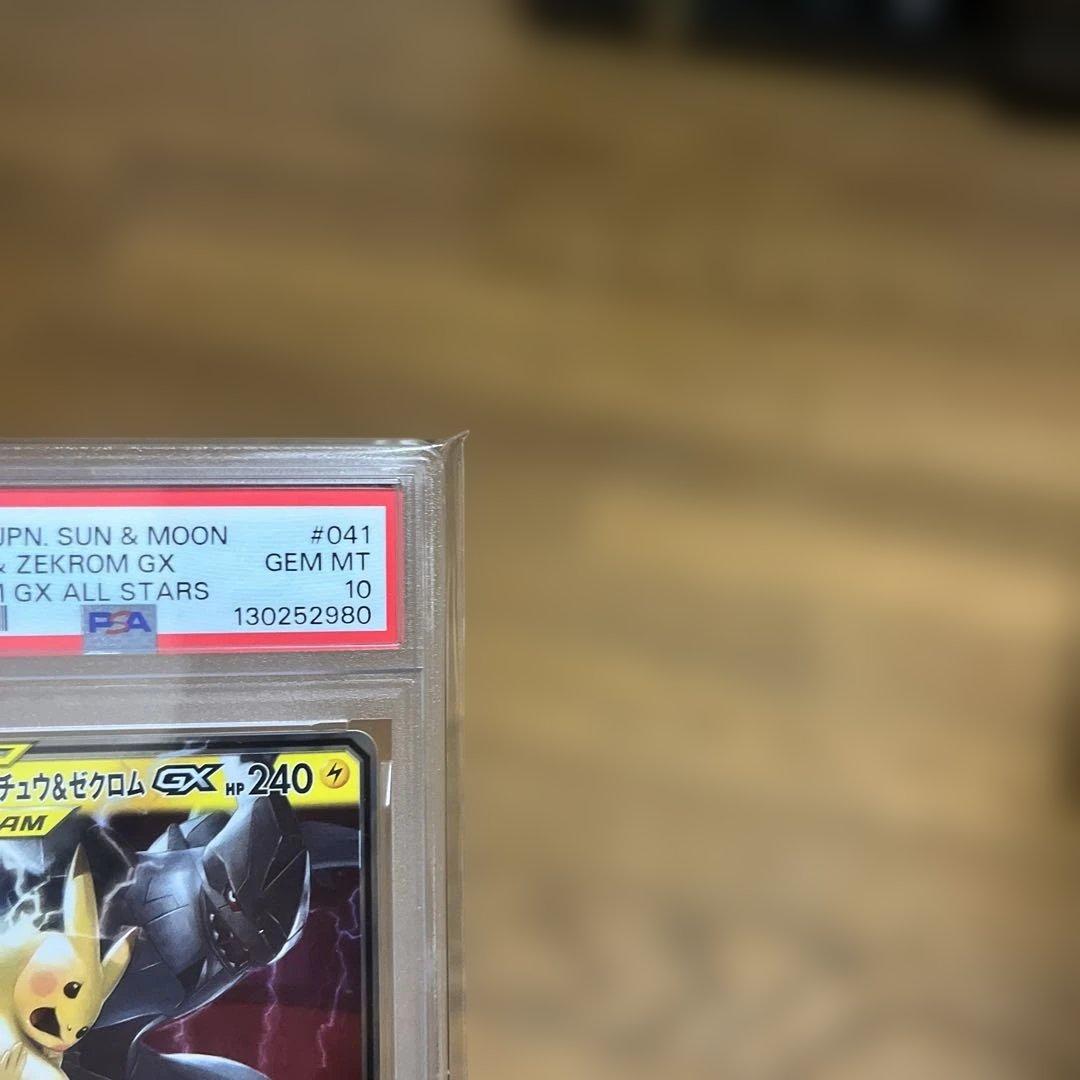 JPN. SUN & MOON #041
& ZEKROM GX GEM MT
GX ALL STARS 10
PSA 130252980
チュウ&ゼクロム GX HP 240